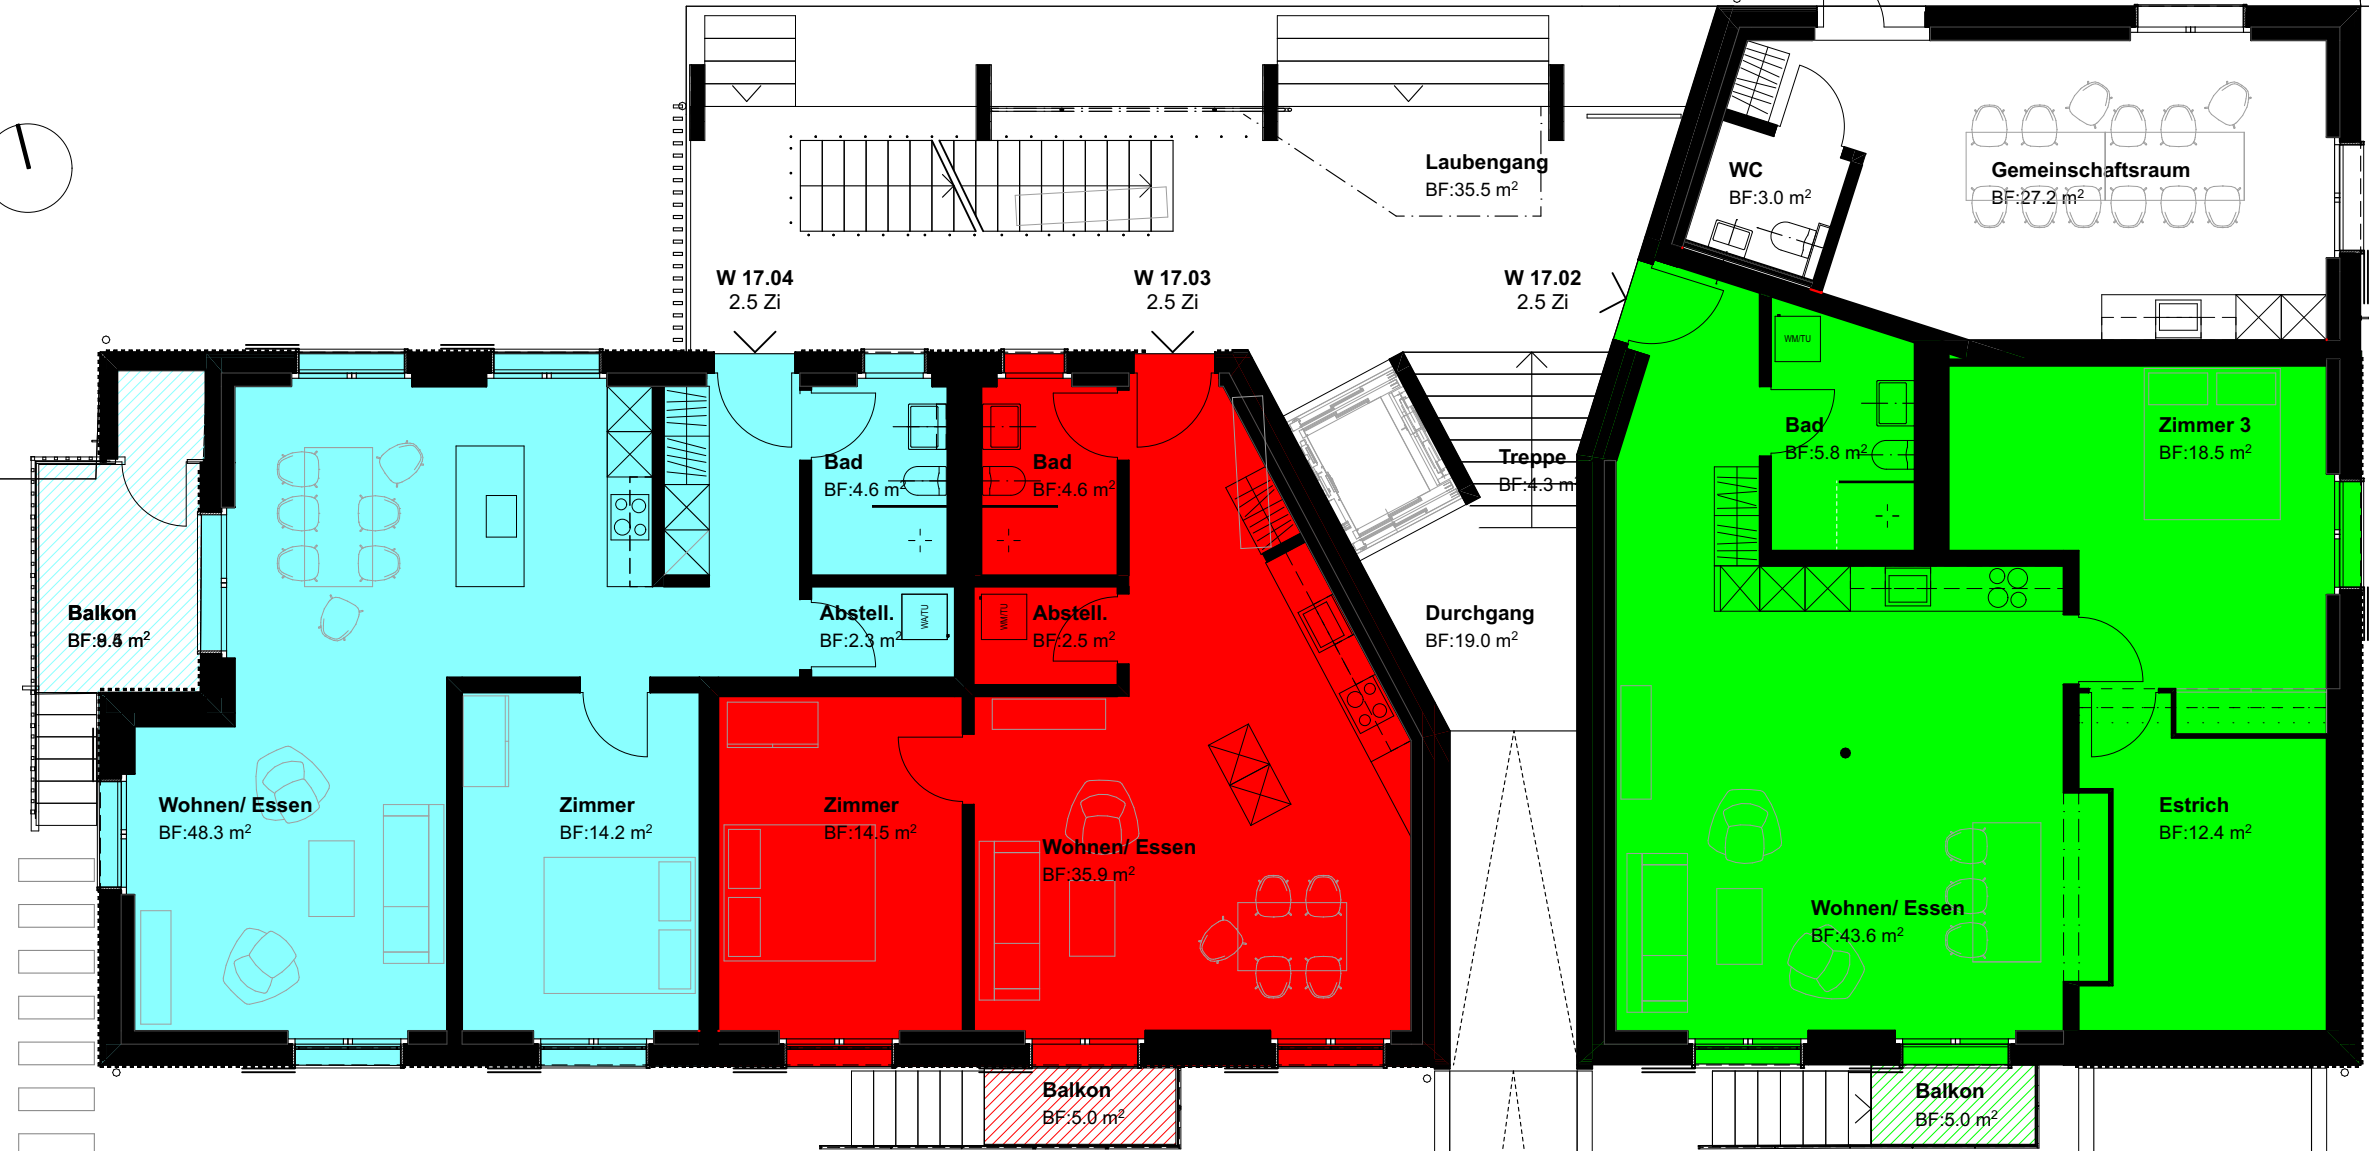 Laubengang
BF:35.5 m²
WC
BF:3.0 m²
Gemeinschaftsraum
BF:27.2 m²
W 17.04
2.5 Zi
W 17.03
2.5 Zi
W 17.02
2.5 Zi
WM/TU
Bad
BF:4.6 m²
Bad
BF:4.6 m²
Treppe
BF:4.3 m
Bad
BF:5.8 m²
Zimmer 3
BF:18.5 m²
Balkon
Abstell.
BF:2.3 m²
WA/TU
WM/TU
Abstell.
BF:2.5 m²
Durchgang
BF:19.0 m²
Wohnen/ Essen
BF:48.3 m²
Zimmer
BF:14.2 m²
Zimmer
BF:14.5 m²
Wohnen/ Essen
BF:35.9 m²
Estrich
BF:12.4 m²
Wohnen/ Essen
BF:43.6 m²
Balkon
BF:5.0 m²
Balkon
BF:5.0 m²